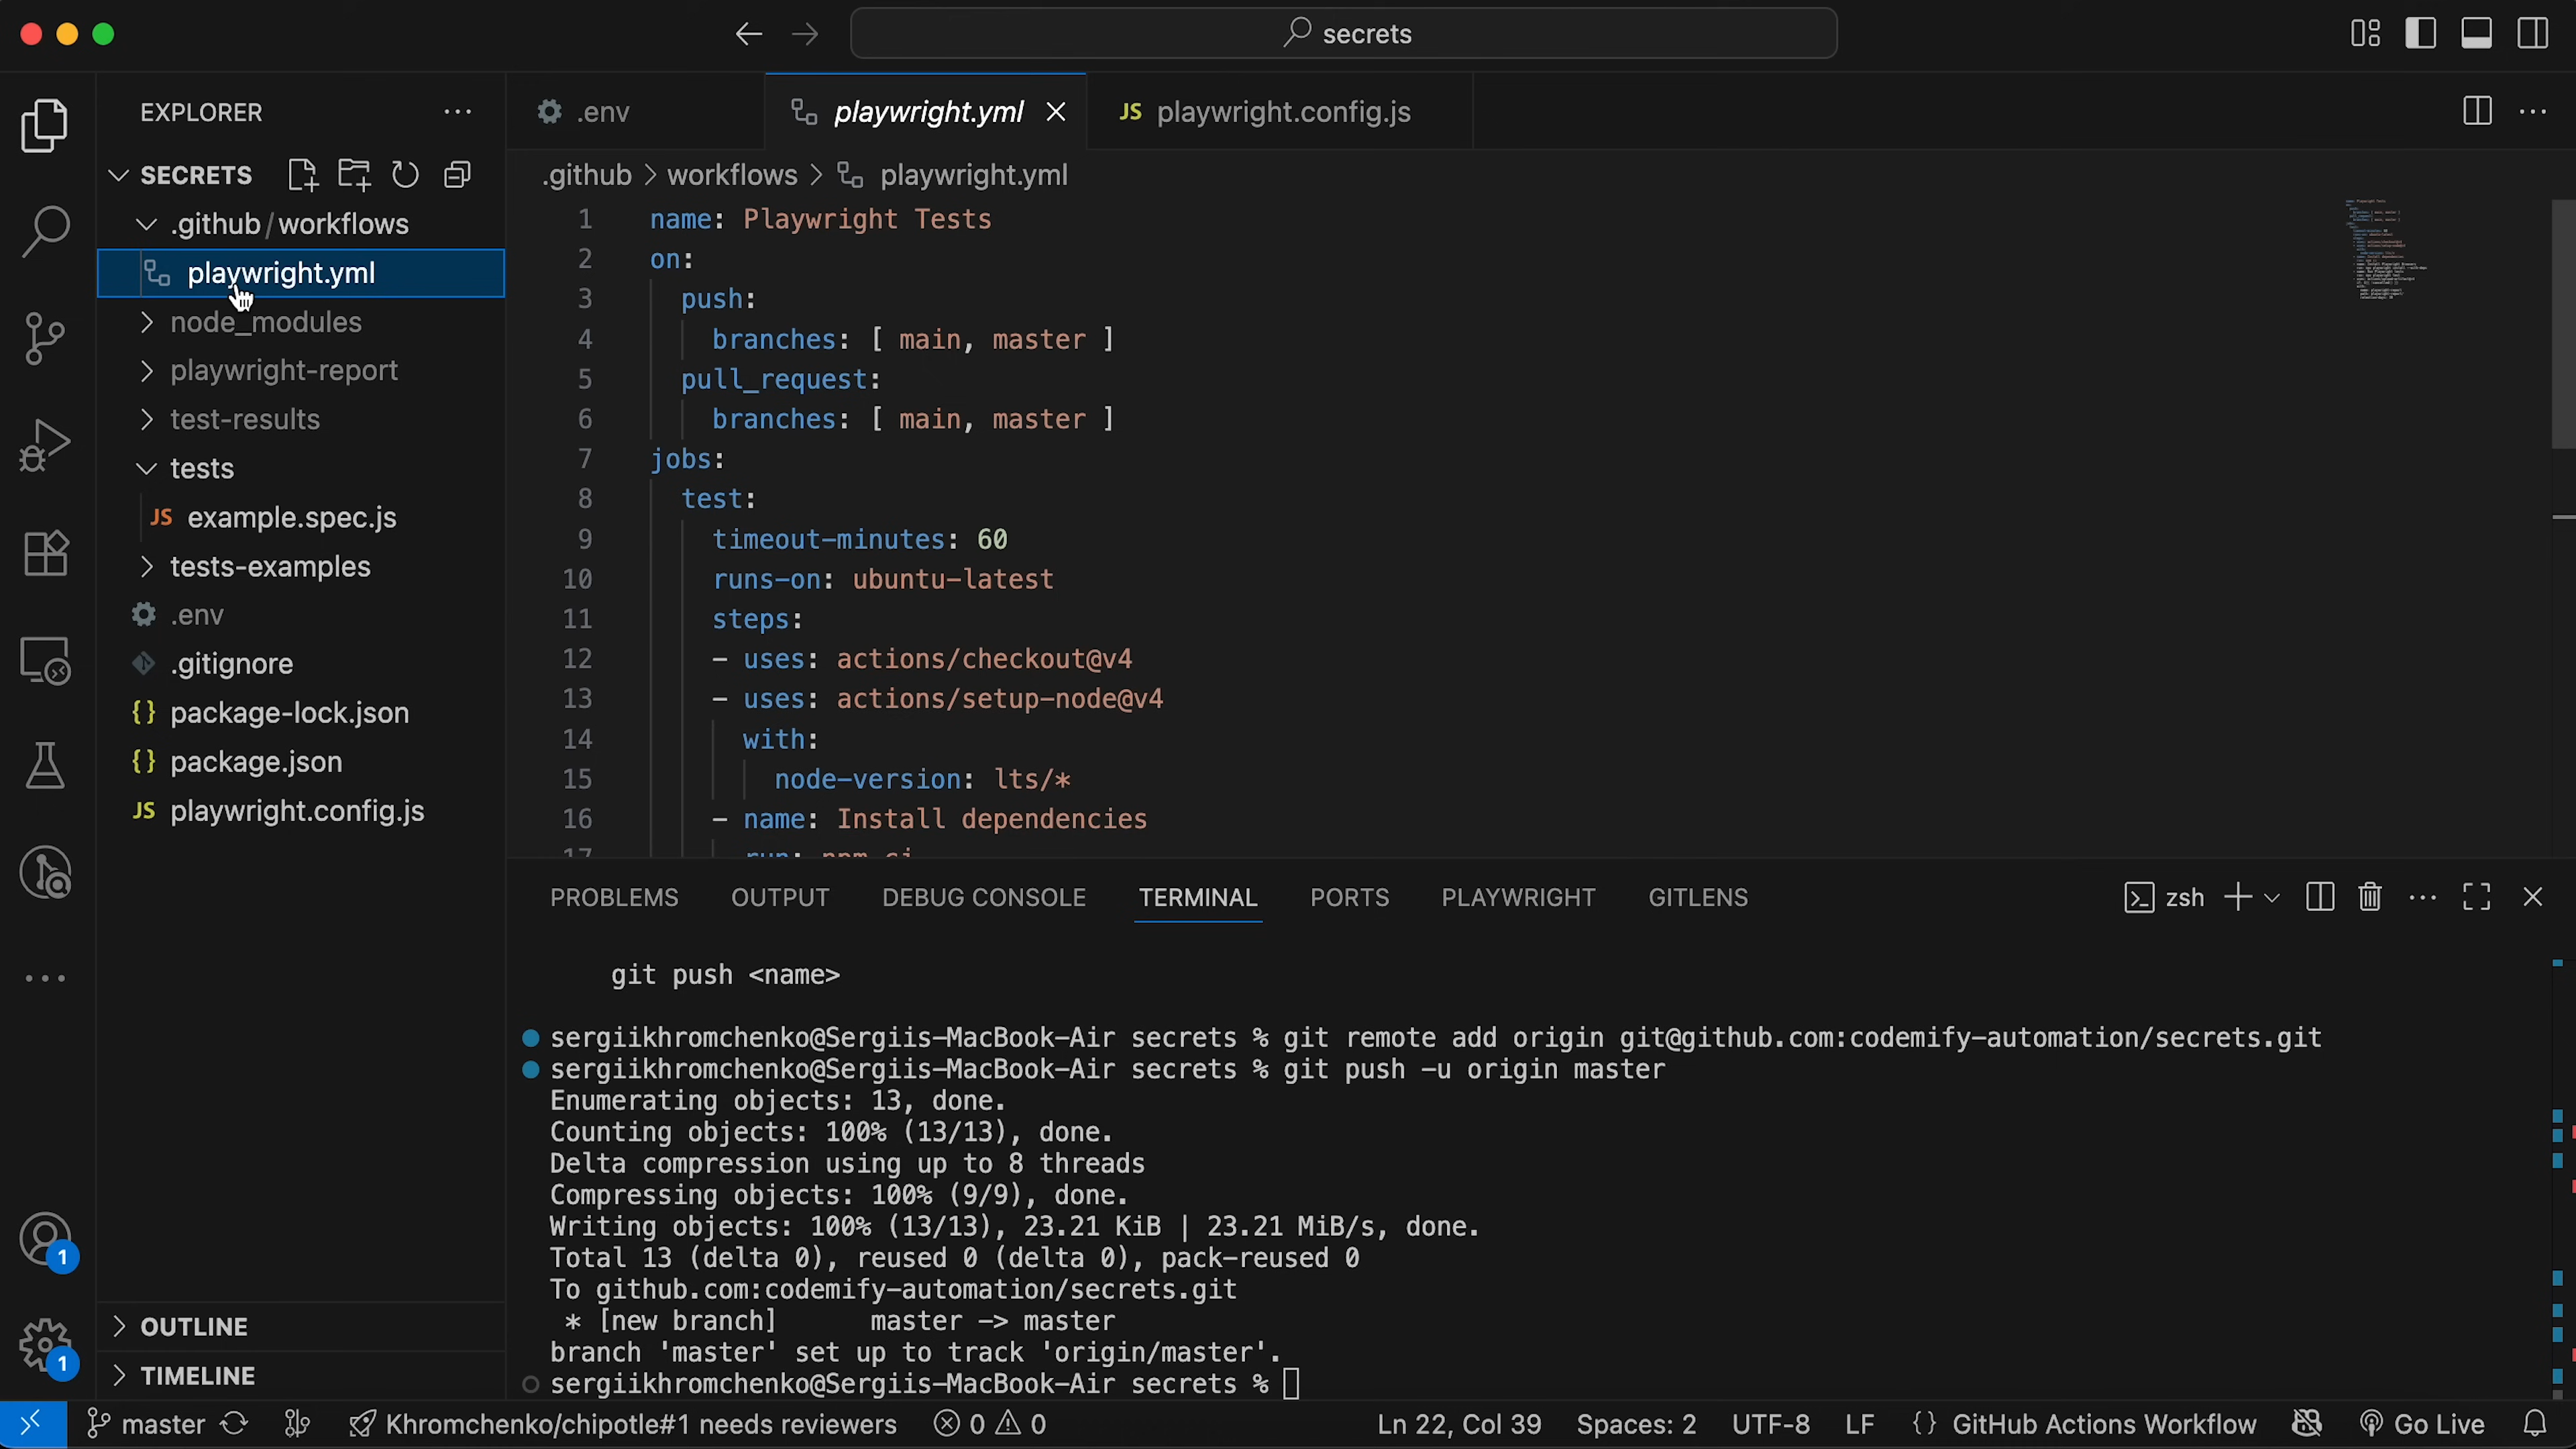 secrets
EXPLORER
.env
playwright.yml
JS playwright.config.js
SECRETS
.github > workflows > playwright.yml
.github / workflows
playwright.yml
node_modules
playwright-report
test-results
tests
JS example.spec.js
tests-examples
.env
.gitignore
{} package-lock.json
{} package.json
JS playwright.config.js
1 name: Playwright Tests
2 on:
3 push:
4 branches: [ main, master ]
5 pull_request:
6 branches: [ main, master ]
7 jobs:
8 test:
9 timeout-minutes: 60
10 runs-on: ubuntu-latest
11 steps:
12 - uses: actions/checkout@v4
13 - uses: actions/setup-node@v4
14 with:
15 node-version: lts/*
16 - name: Install dependencies
17 run: npm ci
PROBLEMS OUTPUT DEBUG CONSOLE TERMINAL PORTS PLAYWRIGHT GITLENS
zsh
git push <name>
sergiikhromchenko@Sergiis-MacBook-Air secrets % git remote add origin git@github.com:codemify-automation/secrets.git
sergiikhromchenko@Sergiis-MacBook-Air secrets % git push -u origin master
Enumerating objects: 13, done.
Counting objects: 100% (13/13), done.
Delta compression using up to 8 threads
Compressing objects: 100% (9/9), done.
Writing objects: 100% (13/13), 23.21 KiB | 23.21 MiB/s, done.
Total 13 (delta 0), reused 0 (delta 0), pack-reused 0
To github.com:codemify-automation/secrets.git
* [new branch] master -> master
branch 'master' set up to track 'origin/master'.
sergiikhromchenko@Sergiis-MacBook-Air secrets %
1
1
OUTLINE
TIMELINE
master
Khromchenko/chipotle#1 needs reviewers
0
0
Ln 22, Col 39
Spaces: 2
UTF-8
LF
{} GitHub Actions Workflow
Go Live